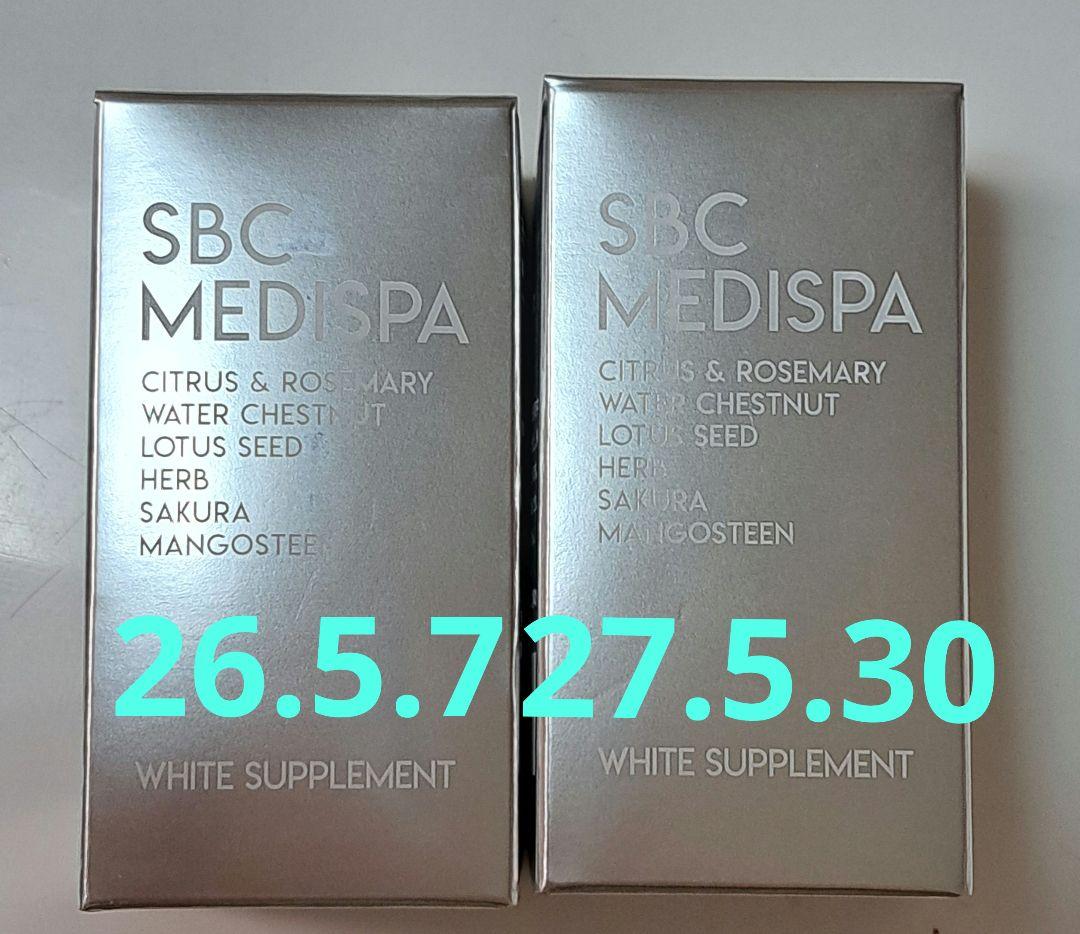 SBC
MEDISPA
CITRUS & ROSEMARY
WATER CHESTNUT
LOTUS SEED
HERB
SAKURA
MANGOSTEEN
26.5.7
WHITE SUPPLEMENT
SBC
MEDISPA
CITRUS & ROSEMARY
WATER CHESTNUT
LOTUS SEED
HERB
SAKURA
MANGOSTEEN
27.5.30
WHITE SUPPLEMENT